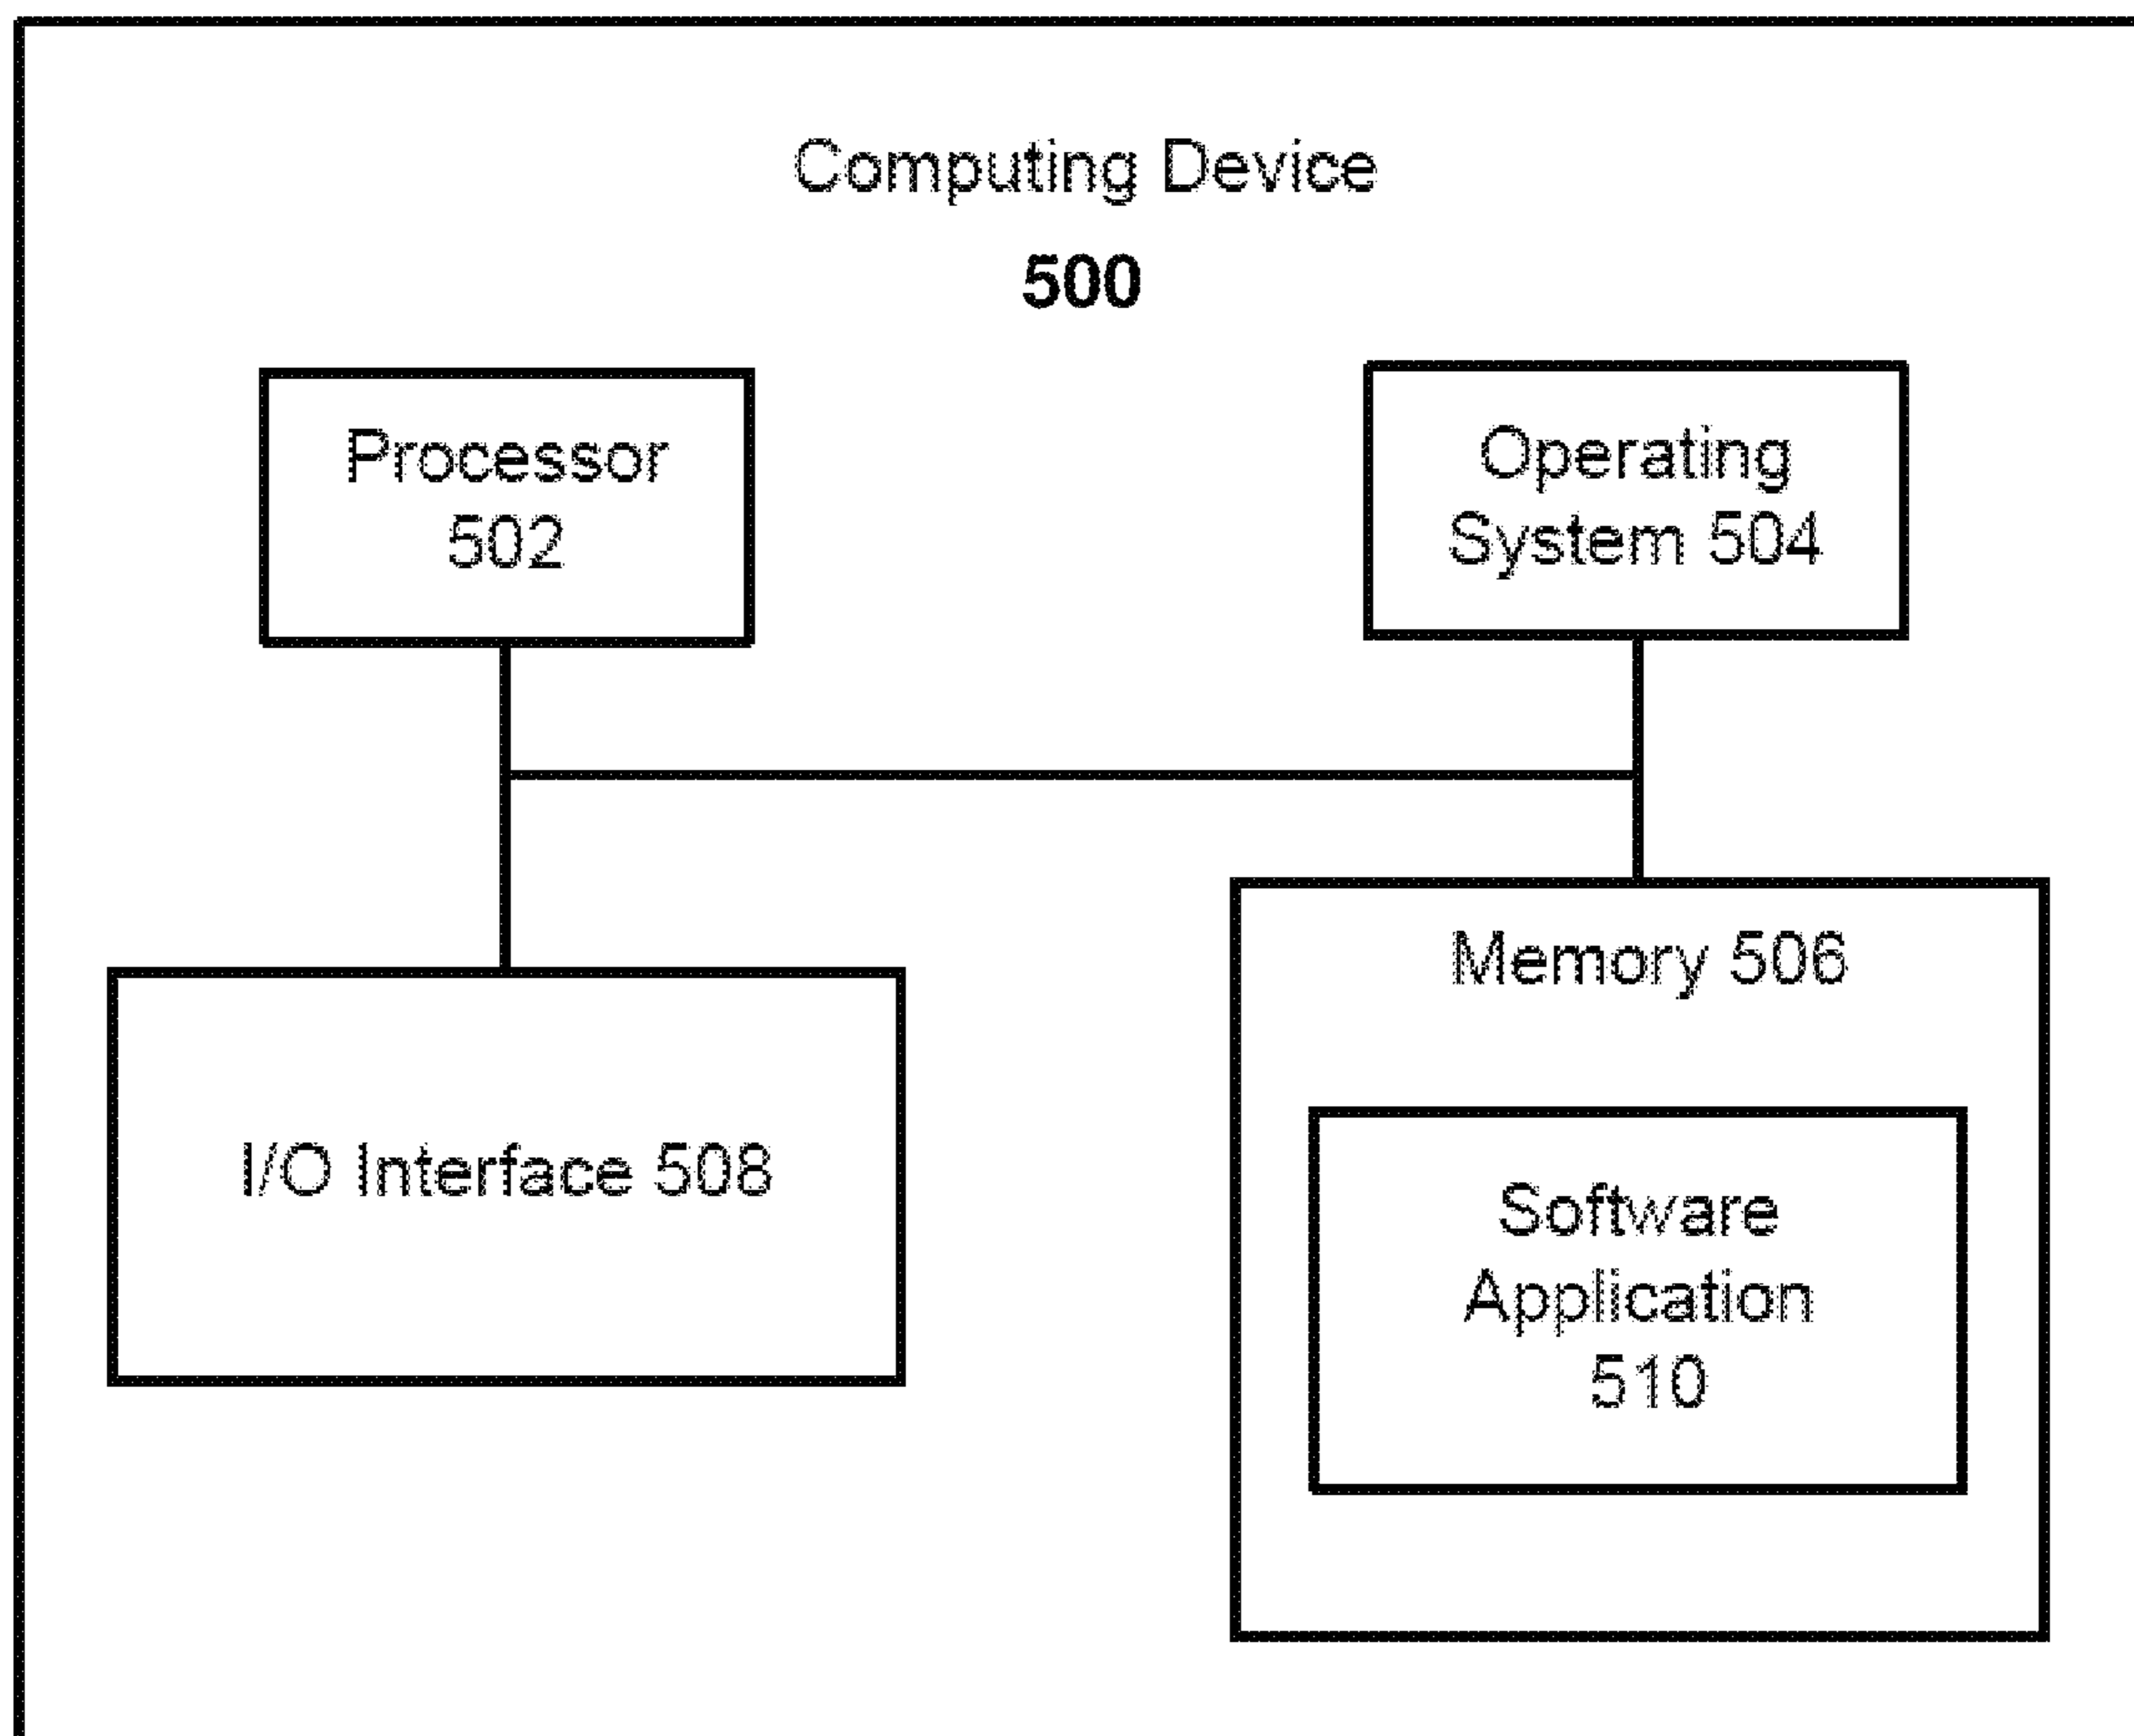 Computing Device
500
Processor
502
Operating
System 504
Memory 506
I/O Interface 508
Software
Application
510